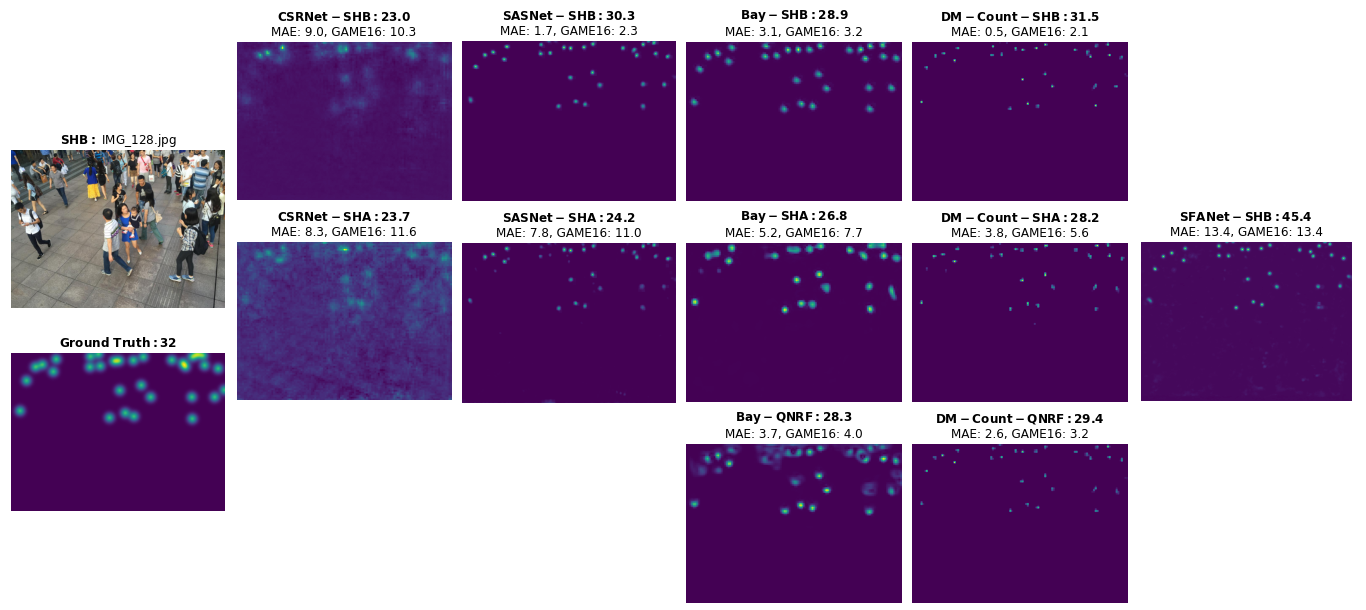 CSRNet−SHB: 23.0
MAE: 9.0, GAME16: 10.3
SASNet−SHB: 30.3
MAE: 1.7, GAME16: 2.3
Bay−SHB: 28.9
MAE: 3.1, GAME16: 3.2
DM−Count−SHB: 31.5
MAE: 0.5, GAME16: 2.1
SHB: IMG_128.jpg
CSRNet−SHA: 23.7
MAE: 8.3, GAME16: 11.6
SASNet−SHA: 24.2
MAE: 7.8, GAME16: 11.0
Bay−SHA: 26.8
MAE: 5.2, GAME16: 7.7
DM−Count−SHA: 28.2
MAE: 3.8, GAME16: 5.6
SFANet−SHB: 45.4
MAE: 13.4, GAME16: 13.4
Ground Truth: 32
Bay−QNRF: 28.3
MAE: 3.7, GAME16: 4.0
DM−Count−QNRF: 29.4
MAE: 2.6, GAME16: 3.2